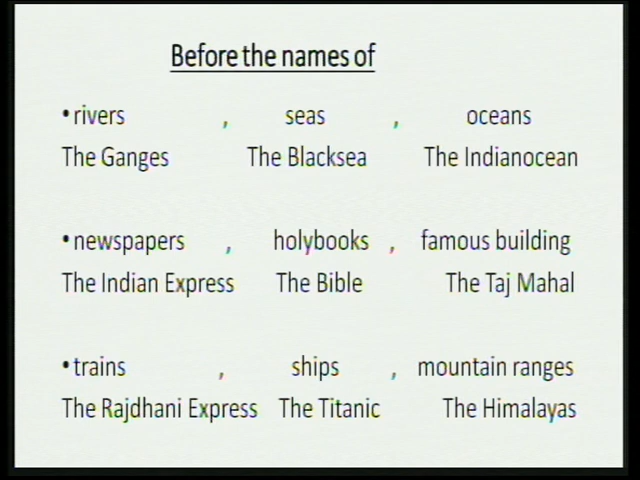 Before the names of
•rivers , seas , oceans
The Ganges The Blacksea The Indianocean
•newspapers , holybooks , famous building
The Indian Express The Bible The Taj Mahal
•trains , ships , mountain ranges
The Rajdhani Express The Titanic The Himalayas